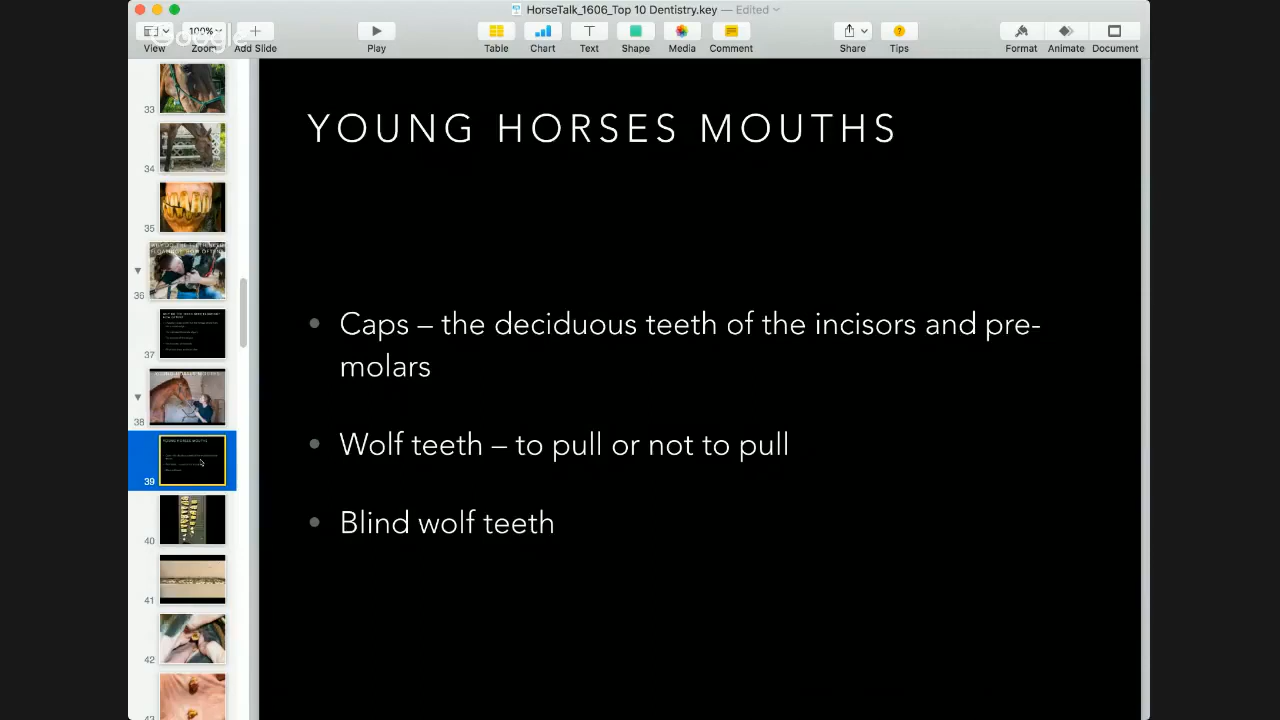 HorseTalk_1606_Top 10 Dentistry.key — Edited
100%
Google
View Zoom Add Slide Play Table Chart Text Shape Media Comment Share Tips Format Animate Document
YOUNG HORSES MOUTHS
• Caps – the deciduous teeth of the incisors and pre-
molars
• Wolf teeth – to pull or not to pull
• Blind wolf teeth
33
34
35
36
37
38
39
40
41
42